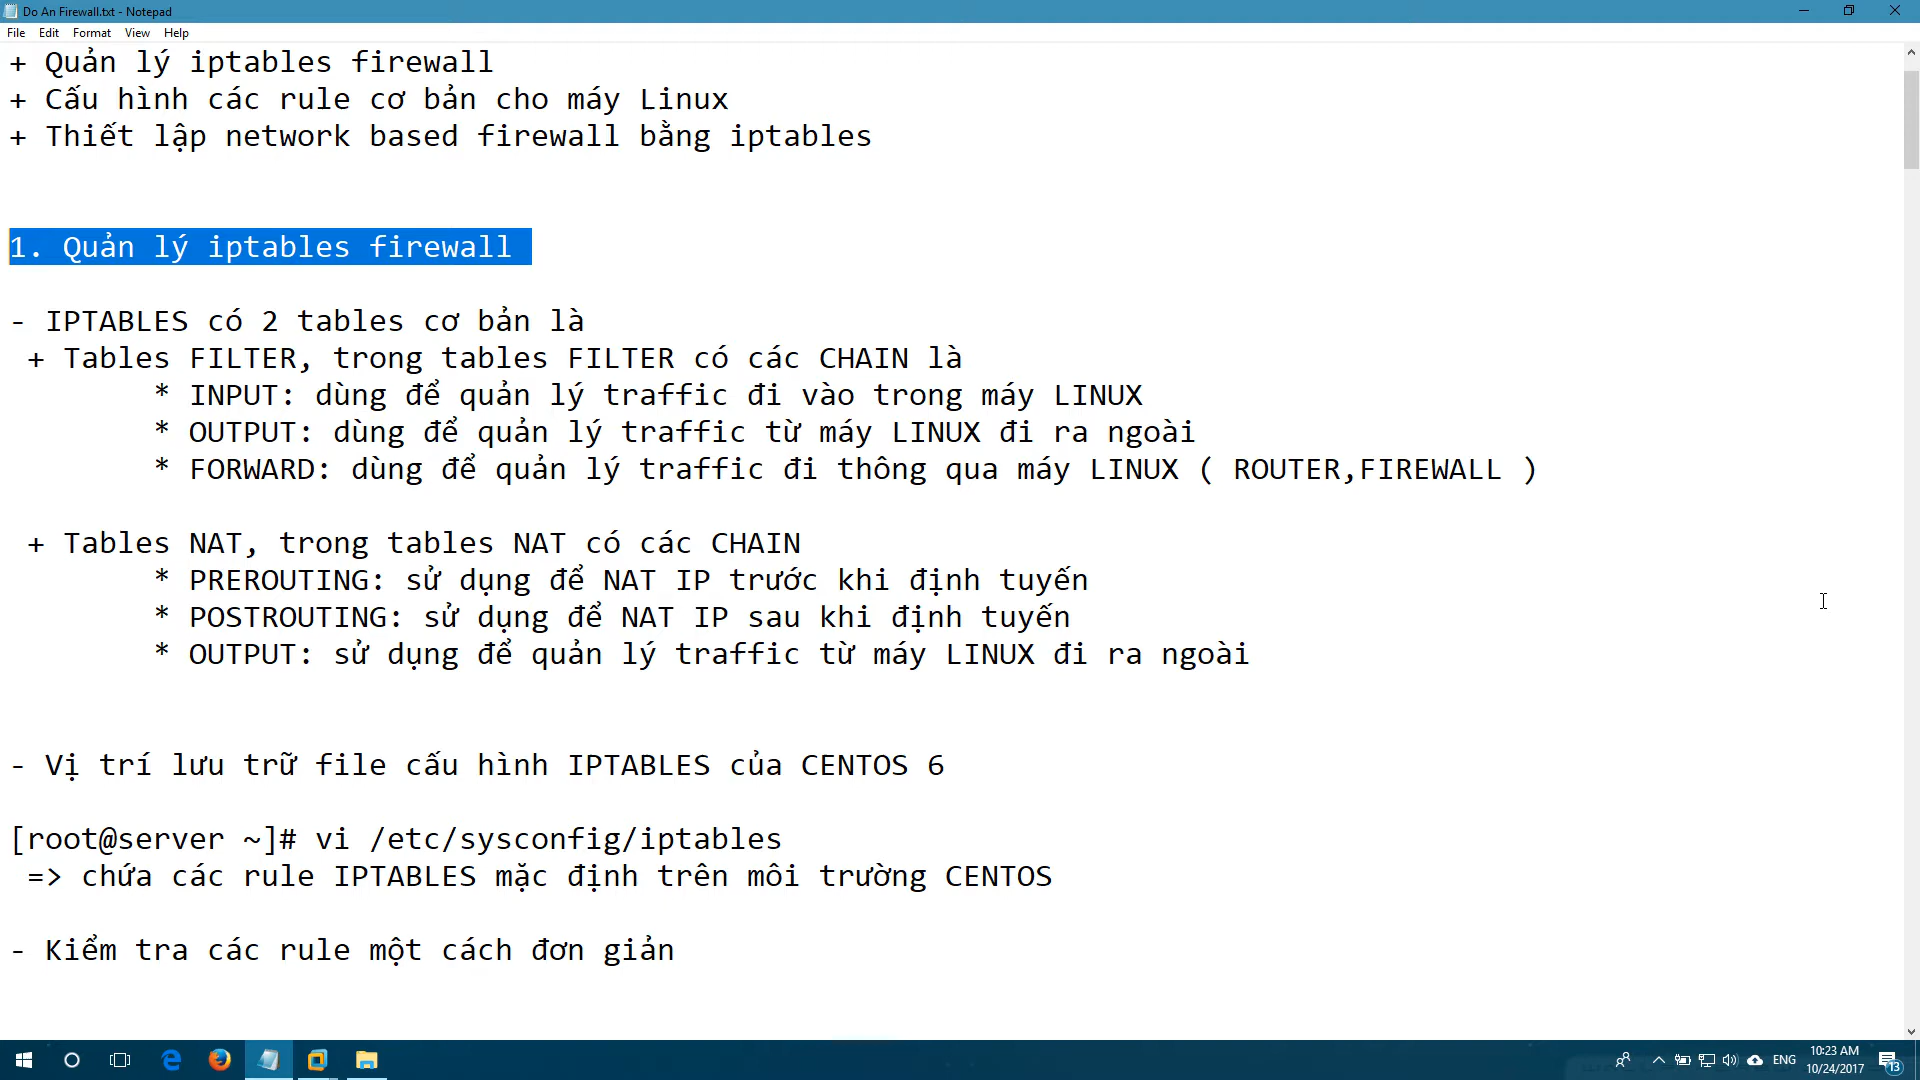 Do An Firewall.txt - Notepad
File Edit Format View Help
+ Quản lý iptables firewall
+ Cấu hình các rule cơ bản cho máy Linux
+ Thiết lập network based firewall bằng iptables
1. Quản lý iptables firewall
- IPTABLES có 2 tables cơ bản là
+ Tables FILTER, trong tables FILTER có các CHAIN là
* INPUT: dùng để quản lý traffic đi vào trong máy LINUX
* OUTPUT: dùng để quản lý traffic từ máy LINUX đi ra ngoài
* FORWARD: dùng để quản lý traffic đi thông qua máy LINUX ( ROUTER,FIREWALL )
+ Tables NAT, trong tables NAT có các CHAIN
* PREROUTING: sử dụng để NAT IP trước khi định tuyến
* POSTROUTING: sử dụng để NAT IP sau khi định tuyến
* OUTPUT: sử dụng để quản lý traffic từ máy LINUX đi ra ngoài
- Vị trí lưu trữ file cấu hình IPTABLES của CENTOS 6
[root@server ~]# vi /etc/sysconfig/iptables
=> chứa các rule IPTABLES mặc định trên môi trường CENTOS
- Kiểm tra các rule một cách đơn giản
ENG
10:23 AM
10/24/2017
13